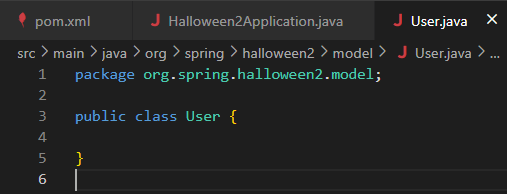 pom.xml Halloween2Application.java User.java
src > main > java > org > spring > halloween2 > model > User.java > ...
1 package org.spring.halloween2.model;
2
3 public class User {
4
5 }
6